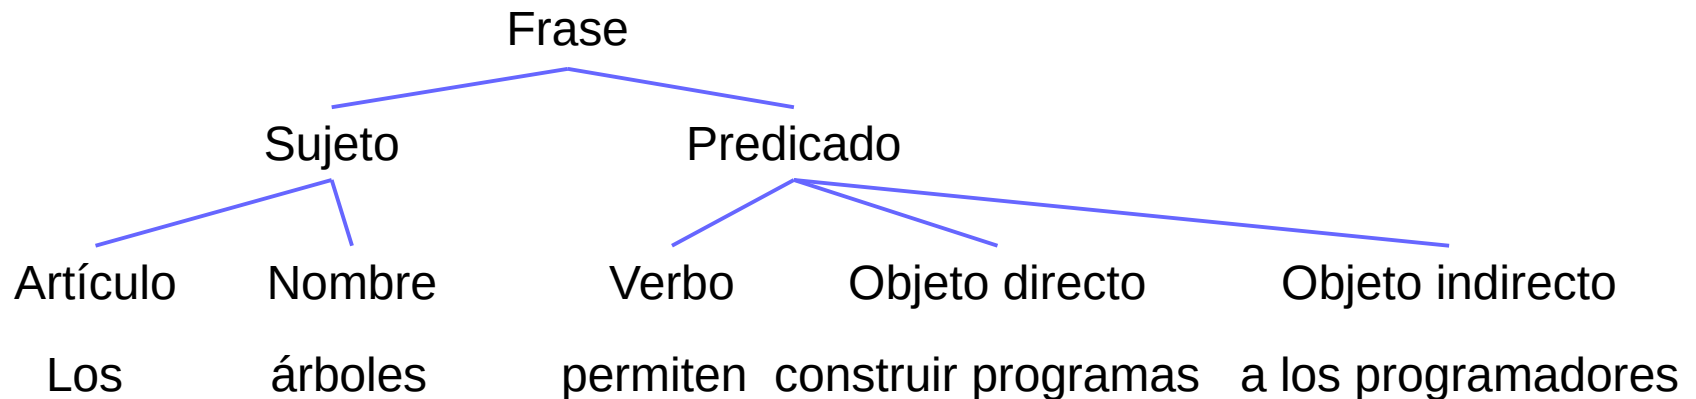 Frase
Sujeto Predicado
Artículo Nombre Verbo Objeto directo Objeto indirecto
Los árboles permiten construir programas a los programadores